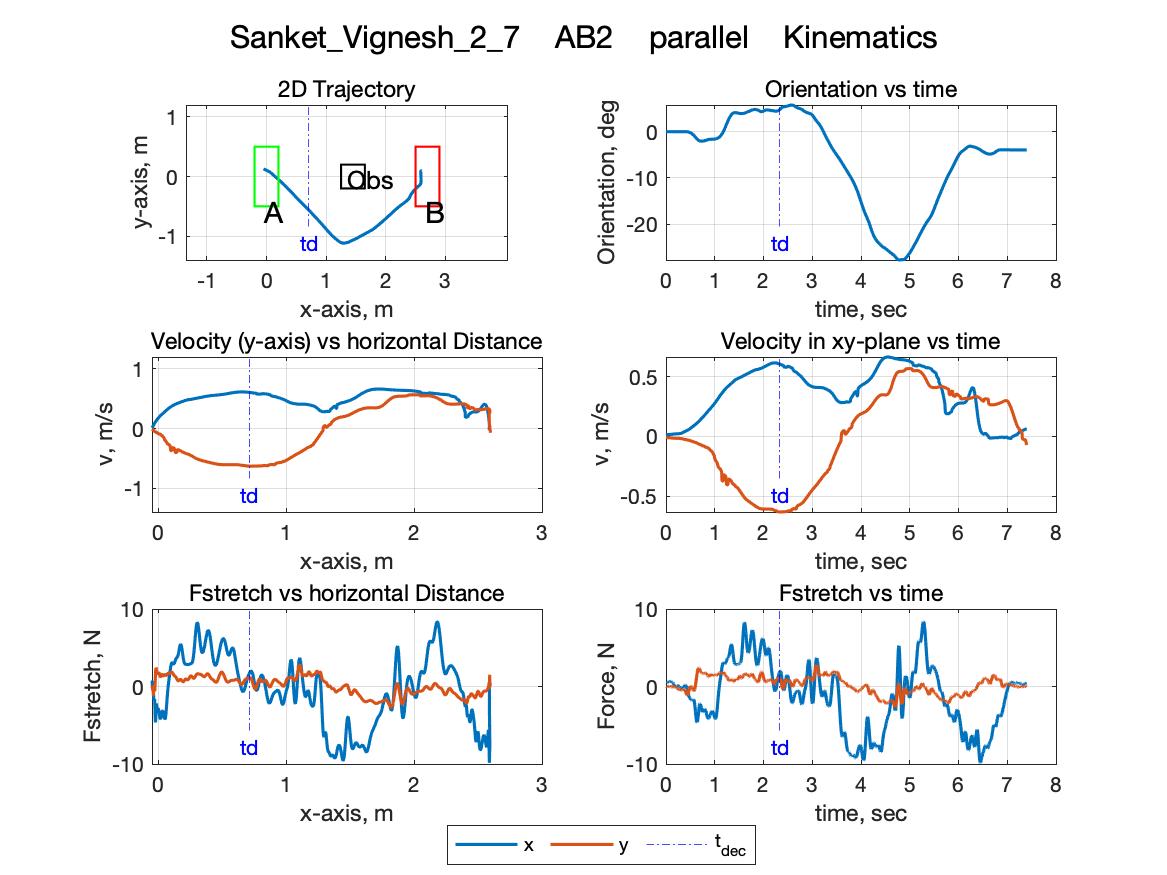 Sanket_Vignesh_2_7 AB2 parallel Kinematics
2D Trajectory
1
0
-1
y-axis, m
A
Obs
B
td
-1 0 1 2 3
x-axis, m
Orientation vs time
0
-10
-20
Orientation, deg
td
0 1 2 3 4 5 6 7 8
time, sec
Velocity (y-axis) vs horizontal Distance
1
0
-1
v, m/s
td
0 1 2 3
x-axis, m
Velocity in xy-plane vs time
0.5
0
-0.5
v, m/s
td
0 1 2 3 4 5 6 7 8
time, sec
Fstretch vs horizontal Distance
10
0
-10
Fstretch, N
td
0 1 2 3
x-axis, m
Fstretch vs time
10
0
-10
Force, N
td
0 1 2 3 4 5 6 7 8
time, sec
x y t_dec